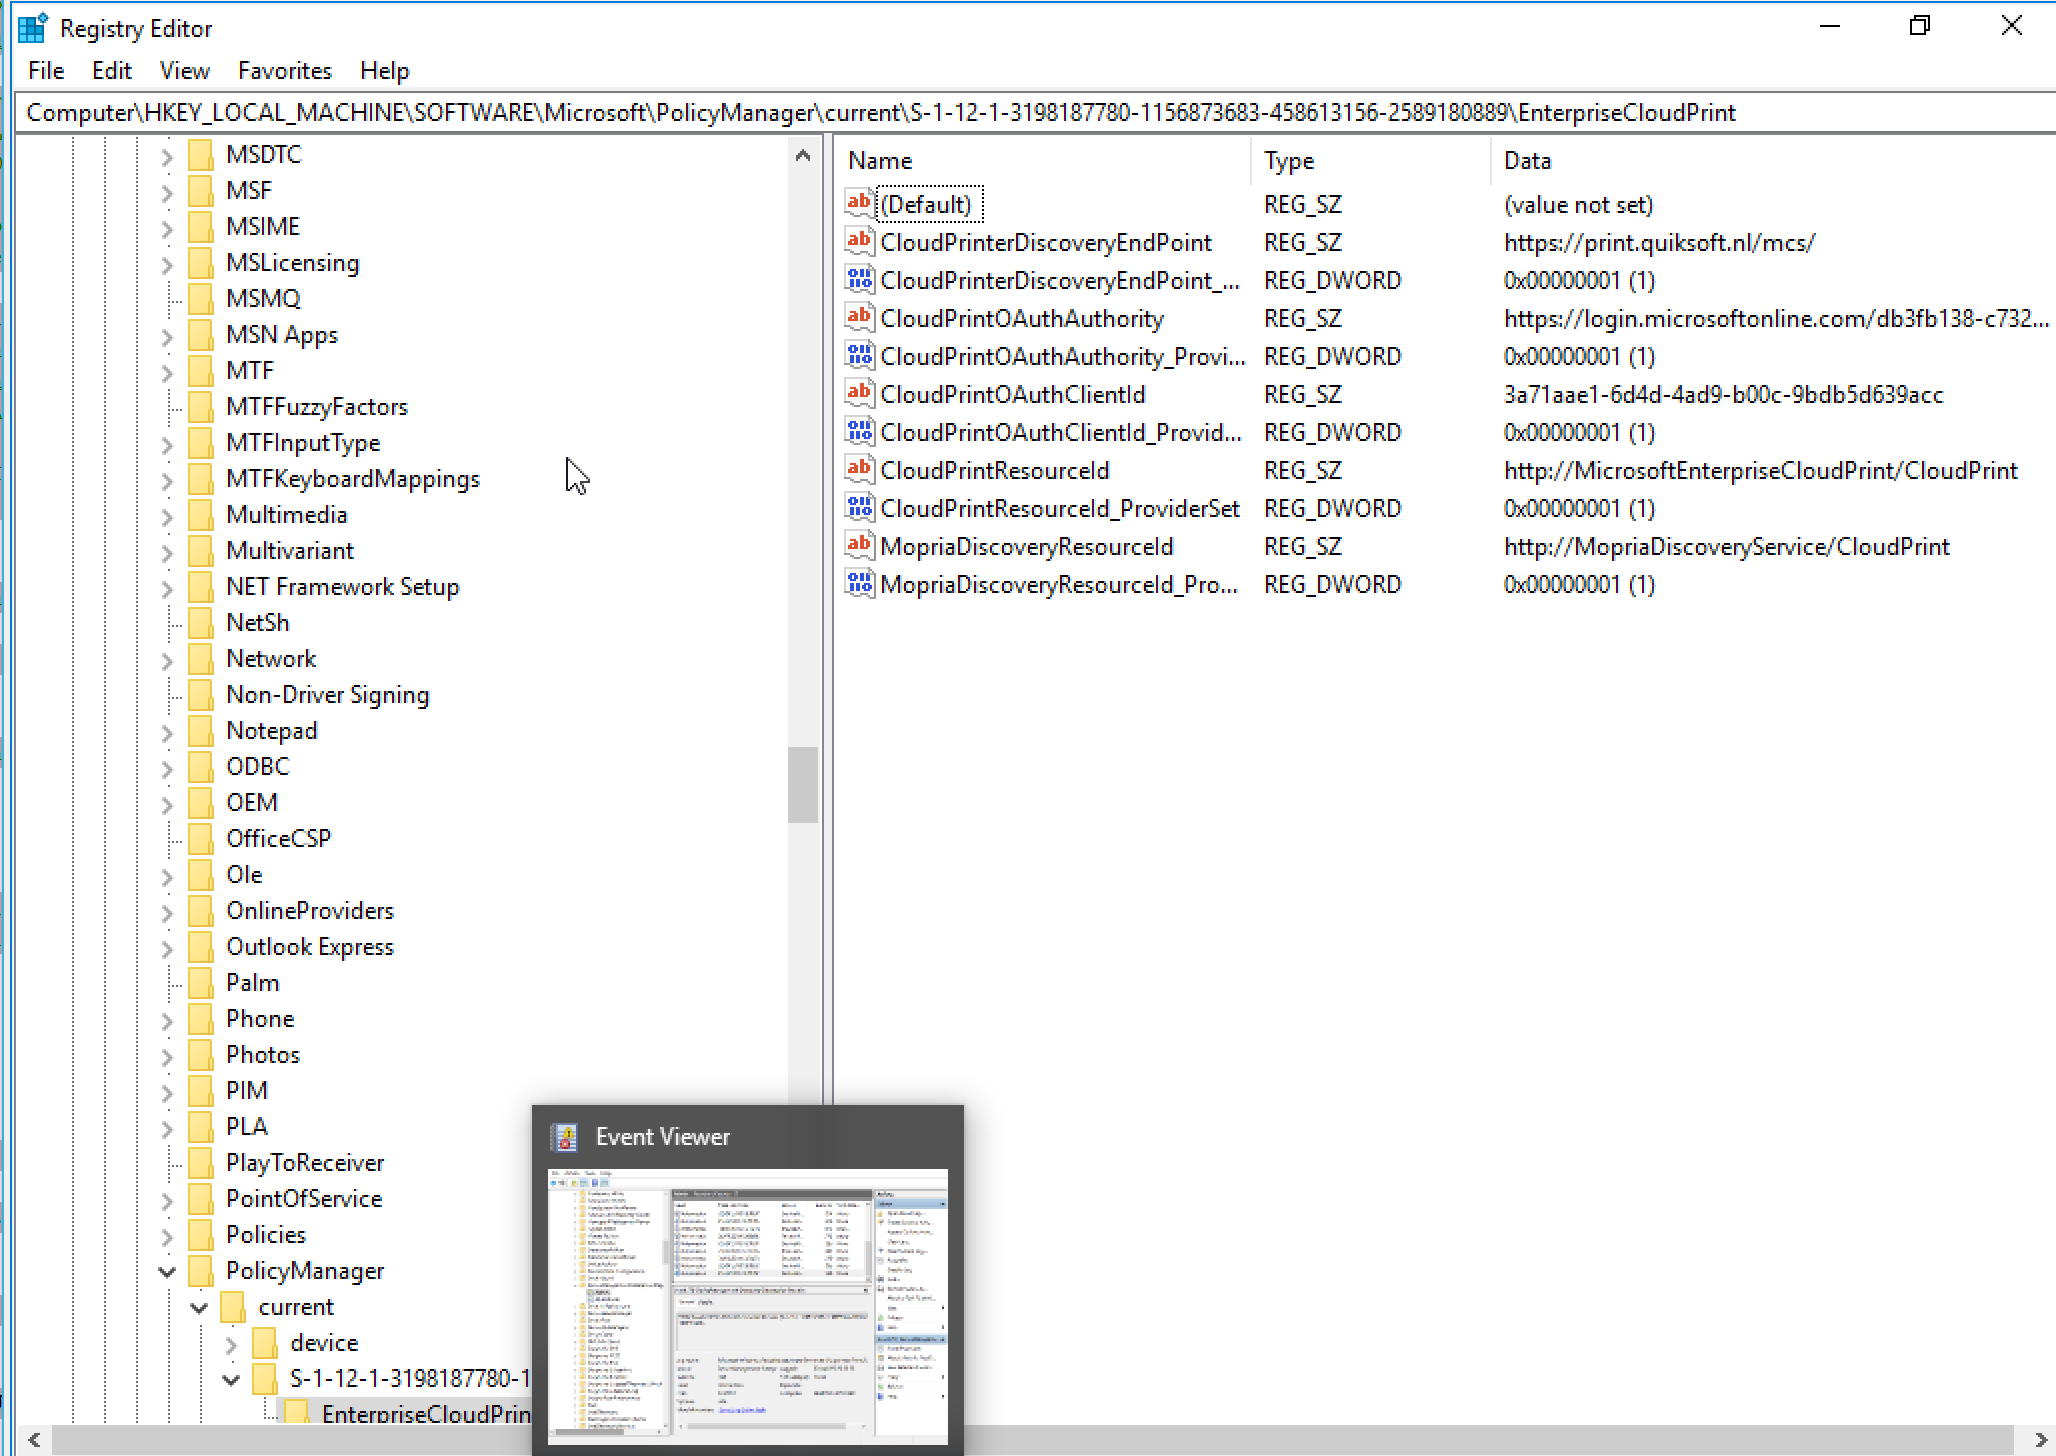 Registry Editor
File Edit View Favorites Help
Computer\HKEY_LOCAL_MACHINE\SOFTWARE\Microsoft\PolicyManager\current\S-1-12-1-3198187780-1156873683-458613156-2589180889\EnterpriseCloudPrint
MSDTC
MSF
MSIME
MSLicensing
MSMQ
MSN Apps
MTF
MTFFuzzyFactors
MTFInputType
MTFKeyboardMappings
Multimedia
Multivariant
NET Framework Setup
NetSh
Network
Non-Driver Signing
Notepad
ODBC
OEM
OfficeCSP
Ole
OnlineProviders
Outlook Express
Palm
Phone
Photos
PIM
PLA
PlayToReceiver
PointOfService
Policies
PolicyManager
current
device
S-1-12-1-3198187780-1
EnterpriseCloudPrin
Name Type Data
(Default) REG_SZ (value not set)
CloudPrinterDiscoveryEndPoint REG_SZ https://print.quiksoft.nl/mcs/
CloudPrinterDiscoveryEndPoint_... REG_DWORD 0x00000001 (1)
CloudPrintOAuthAuthority REG_SZ https://login.microsoftonline.com/db3fb138-c732...
CloudPrintOAuthAuthority_Provi... REG_DWORD 0x00000001 (1)
CloudPrintOAuthClientId REG_SZ 3a71aae1-6d4d-4ad9-b00c-9bdb5d639acc
CloudPrintOAuthClientId_Provid... REG_DWORD 0x00000001 (1)
CloudPrintResourceId REG_SZ http://MicrosoftEnterpriseCloudPrint/CloudPrint
CloudPrintResourceId_ProviderSet REG_DWORD 0x00000001 (1)
MopriaDiscoveryResourceId REG_SZ http://MopriaDiscoveryService/CloudPrint
MopriaDiscoveryResourceId_Pro... REG_DWORD 0x00000001 (1)
Event Viewer